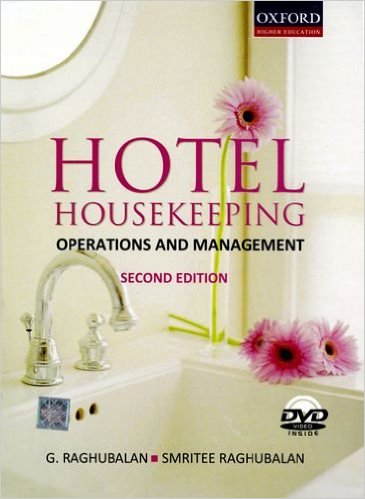 OXFORD
HIGHER EDUCATION
HOTEL
HOUSEKEEPING
OPERATIONS AND MANAGEMENT
SECOND EDITION
DVD
VIDEO
INSIDE
G. RAGHUBALAN ■ SMRITEE RAGHUBALAN